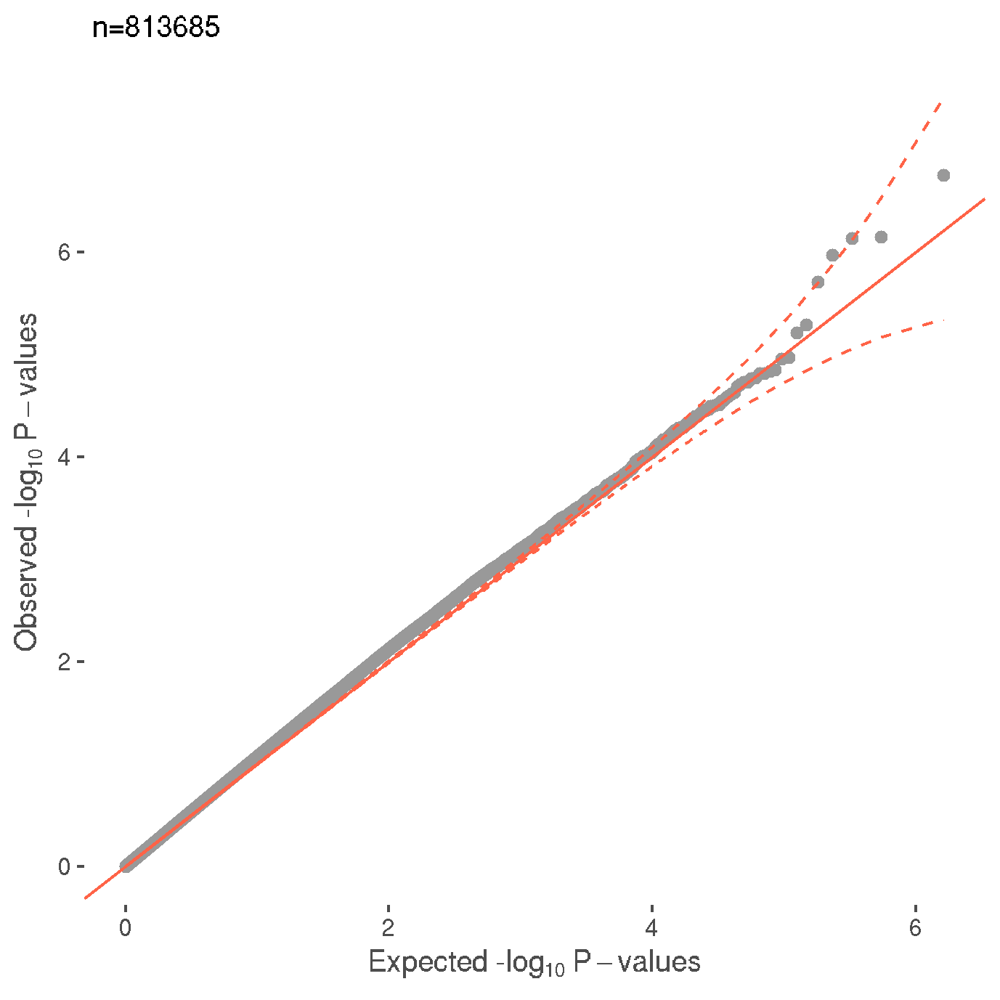 n=813685
Observed -log₁₀ P−values
6
4
2
0
0 2 4 6
Expected -log₁₀ P−values